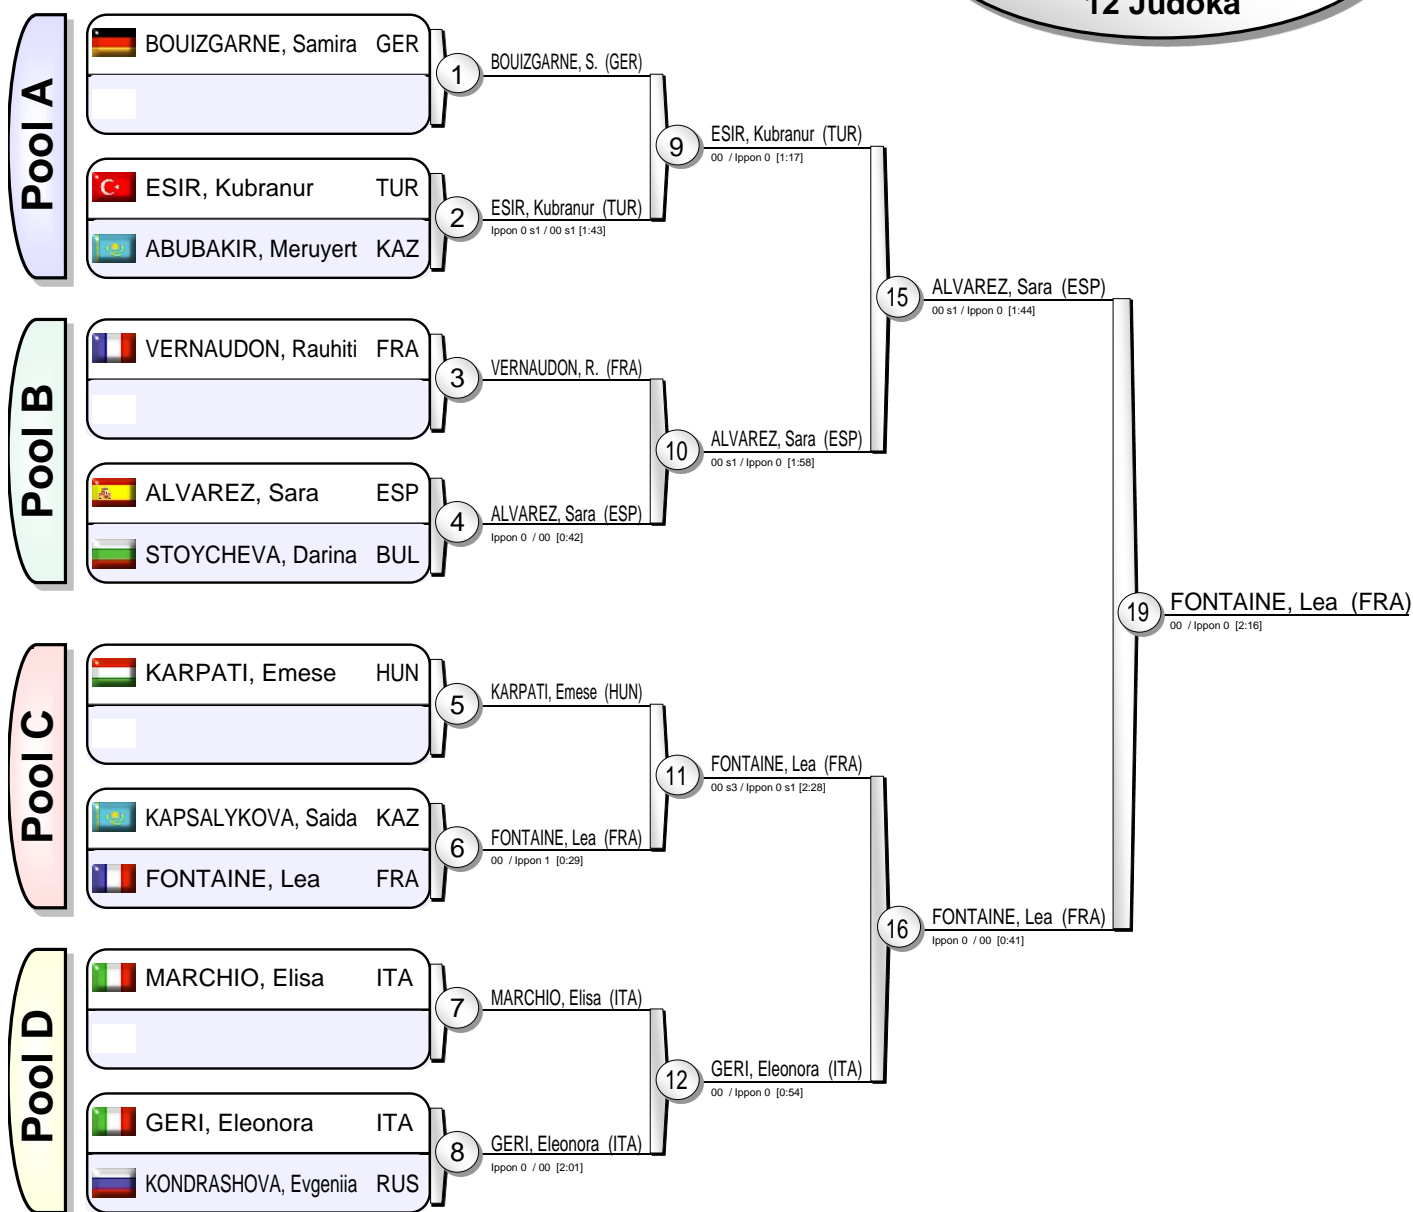 12 Judoka
Pool A
BOUIZGARNE, Samira GER
1
BOUIZGARNE, S. (GER)
ESIR, Kubranur TUR
ABUBAKIR, Meruyert KAZ
2
ESIR, Kubranur (TUR)
Ippon 0 s1 / 00 s1 [1:43]
9
ESIR, Kubranur (TUR)
00 / Ippon 0 [1:17]
Pool B
VERNAUDON, Rauhiti FRA
3
VERNAUDON, R. (FRA)
ALVAREZ, Sara ESP
STOYCHEVA, Darina BUL
4
ALVAREZ, Sara (ESP)
Ippon 0 / 00 [0:42]
10
ALVAREZ, Sara (ESP)
00 s1 / Ippon 0 [1:58]
15
ALVAREZ, Sara (ESP)
00 s1 / Ippon 0 [1:44]
Pool C
KARPATI, Emese HUN
5
KARPATI, Emese (HUN)
KAPSALYKOVA, Saida KAZ
FONTAINE, Lea FRA
6
FONTAINE, Lea (FRA)
00 / Ippon 1 [0:29]
11
FONTAINE, Lea (FRA)
00 s3 / Ippon 0 s1 [2:28]
Pool D
MARCHIO, Elisa ITA
7
MARCHIO, Elisa (ITA)
GERI, Eleonora ITA
KONDRASHOVA, Evgeniia RUS
8
GERI, Eleonora (ITA)
Ippon 0 / 00 [2:01]
12
GERI, Eleonora (ITA)
00 / Ippon 0 [0:54]
16
FONTAINE, Lea (FRA)
Ippon 0 / 00 [0:41]
19
FONTAINE, Lea (FRA)
00 / Ippon 0 [2:16]